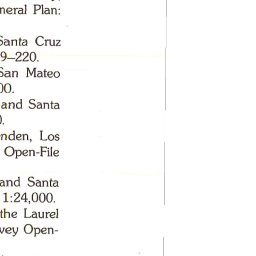 neral Plan:
Santa Cruz
9–220.
San Mateo
00.
and Santa
).
nden, Los
Open-File
and Santa
1:24,000.
the Laurel
vey Open-